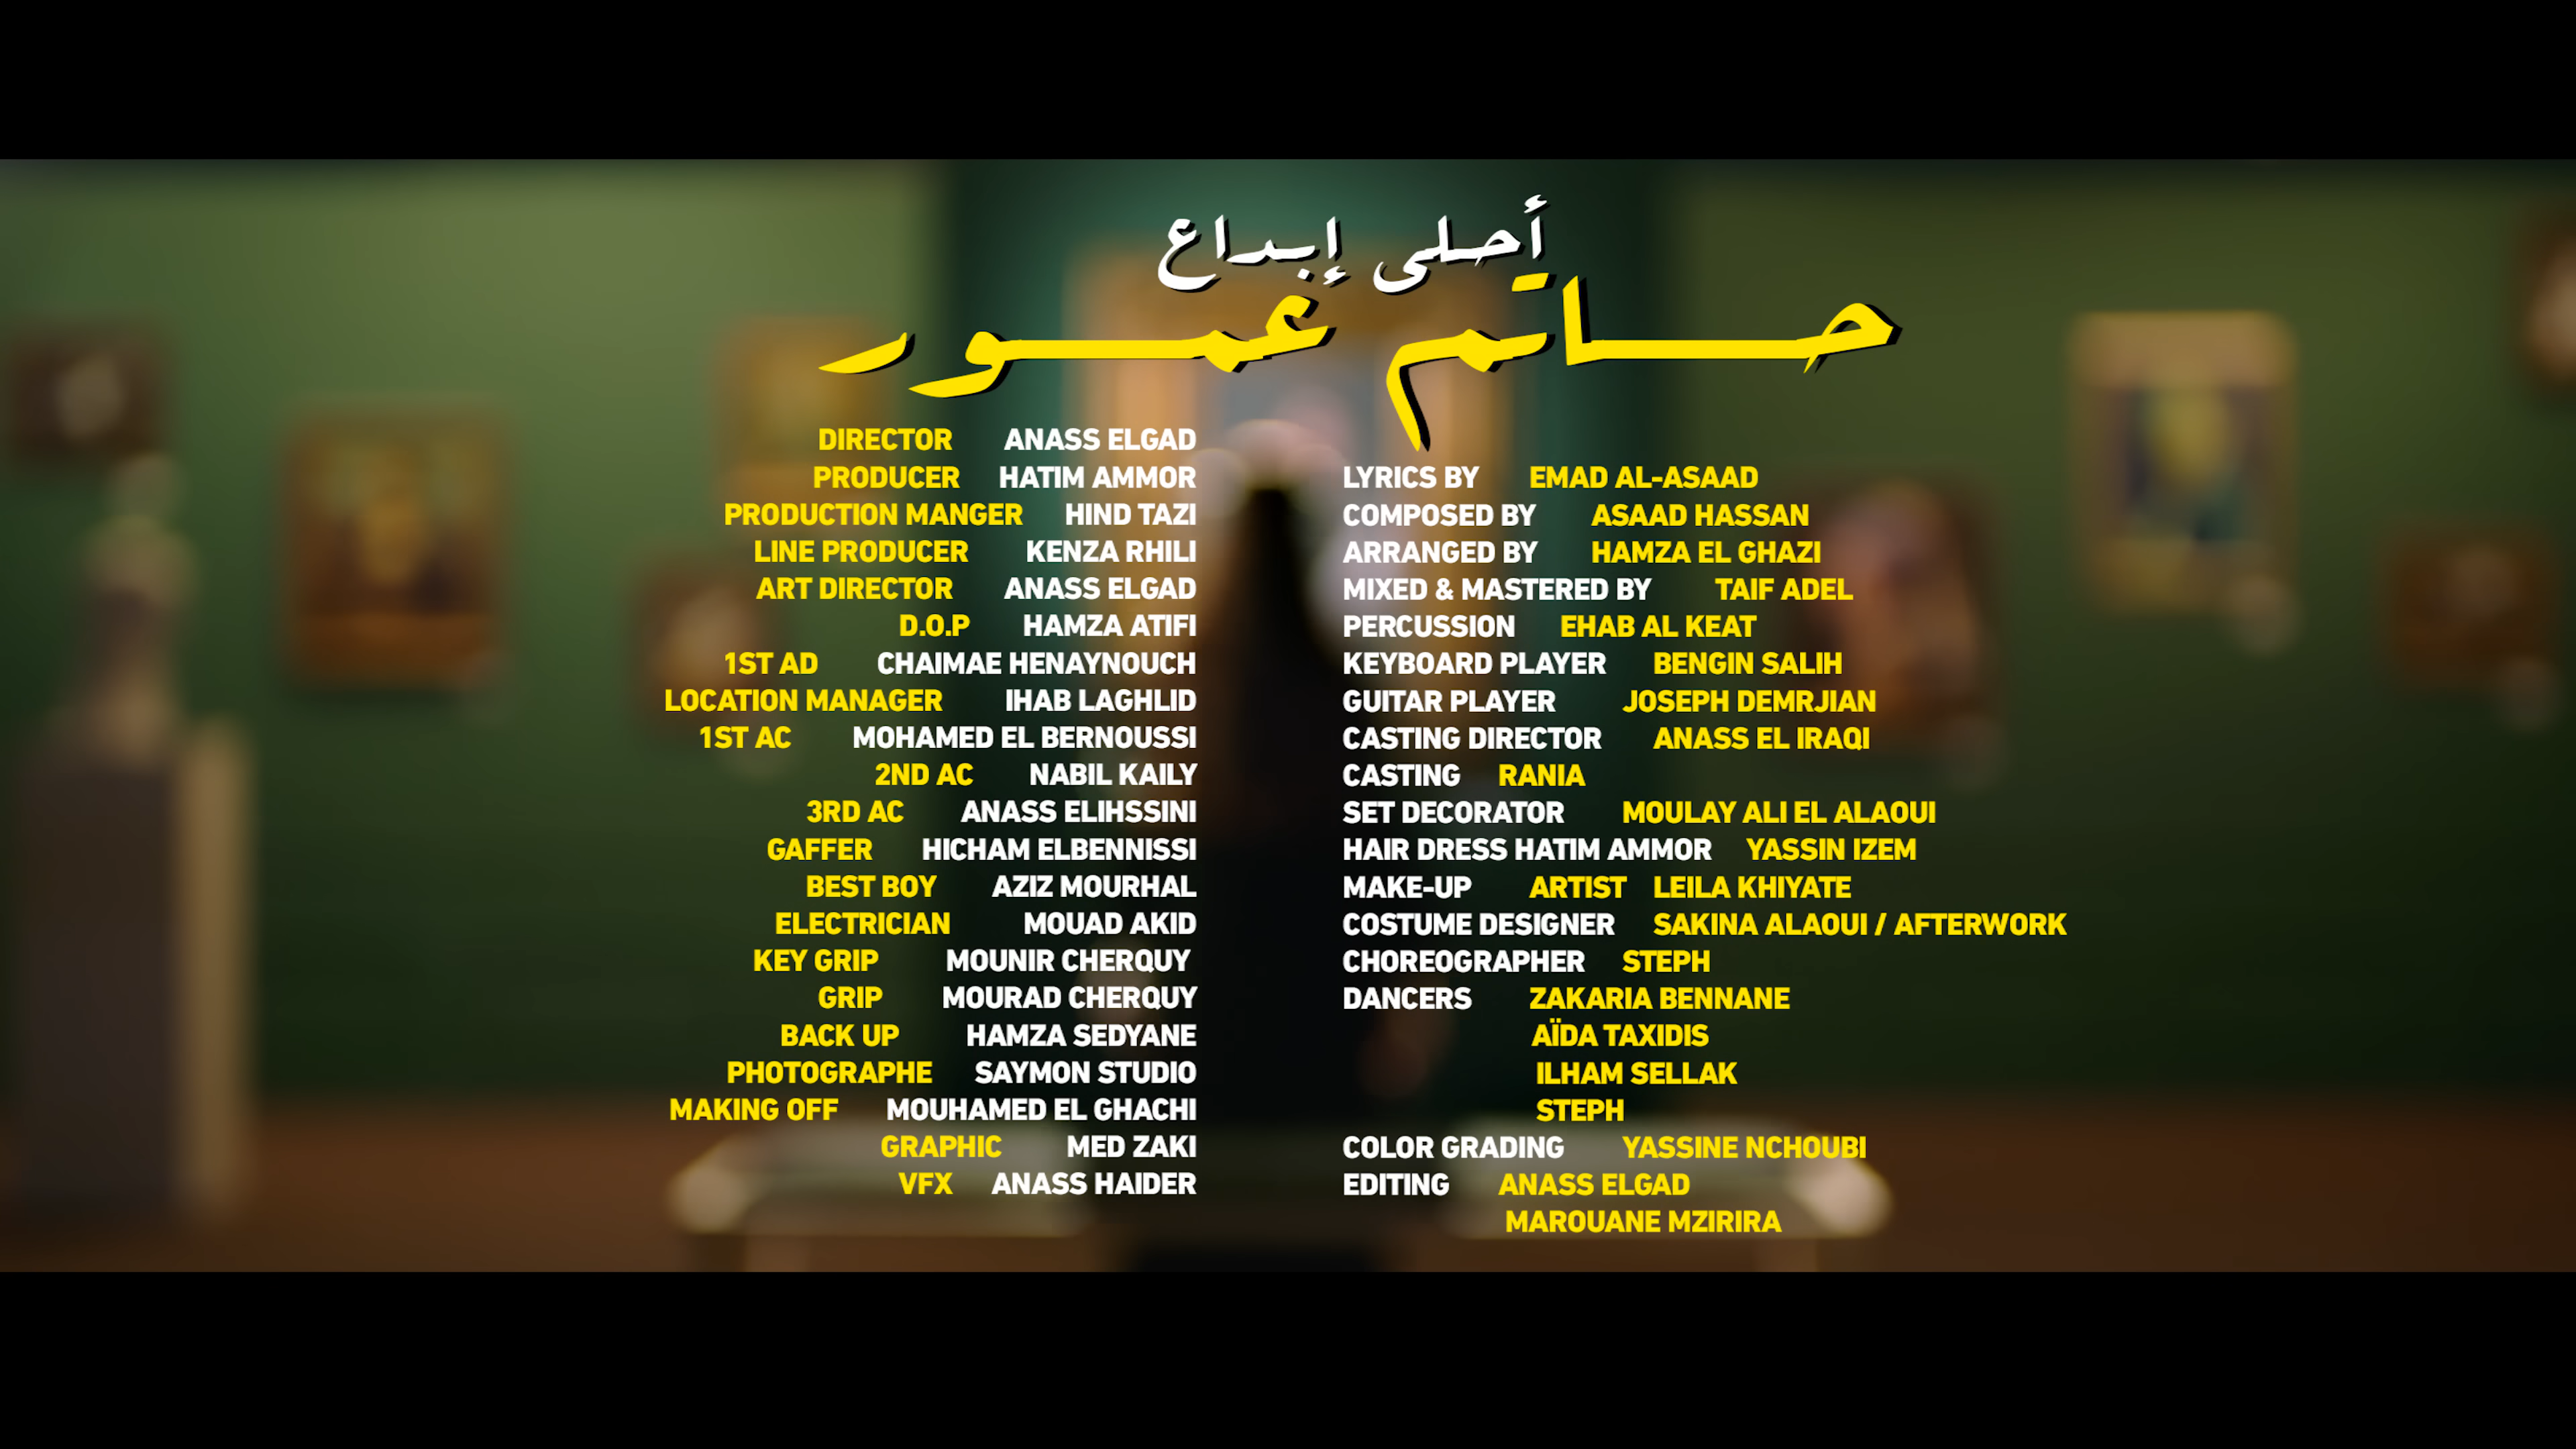 أحلى إبداع
حاتم عمور
DIRECTOR ANASS ELGAD
PRODUCER HATIM AMMOR
PRODUCTION MANGER HIND TAZI
LINE PRODUCER KENZA RHILI
ART DIRECTOR ANASS ELGAD
D.O.P HAMZA ATIFI
1ST AD CHAIMAE HENAYNOUCH
LOCATION MANAGER IHAB LAGHLID
1ST AC MOHAMED EL BERNOUSSI
2ND AC NABIL KAILY
3RD AC ANASS ELIHSSINI
GAFFER HICHAM ELBENNISSI
BEST BOY AZIZ MOURHAL
ELECTRICIAN MOUAD AKID
KEY GRIP MOUNIR CHERQUY
GRIP MOURAD CHERQUY
BACK UP HAMZA SEDYANE
PHOTOGRAPHE SAYMON STUDIO
MAKING OFF MOUHAMED EL GHACHI
GRAPHIC MED ZAKI
VFX ANASS HAIDER
LYRICS BY EMAD AL-ASAAD
COMPOSED BY ASAAD HASSAN
ARRANGED BY HAMZA EL GHAZI
MIXED & MASTERED BY TAIF ADEL
PERCUSSION EHAB AL KEAT
KEYBOARD PLAYER BENGIN SALIH
GUITAR PLAYER JOSEPH DEMRJIAN
CASTING DIRECTOR ANASS EL IRAQI
CASTING RANIA
SET DECORATOR MOULAY ALI EL ALAOUI
HAIR DRESS HATIM AMMOR YASSIN IZEM
MAKE-UP ARTIST LEILA KHIYATE
COSTUME DESIGNER SAKINA ALAOUI / AFTERWORK
CHOREOGRAPHER STEPH
DANCERS ZAKARIA BENNANE
AÏDA TAXIDIS
ILHAM SELLAK
STEPH
COLOR GRADING YASSINE NCHOUBI
EDITING ANASS ELGAD
MAROUANE MZIRIRA